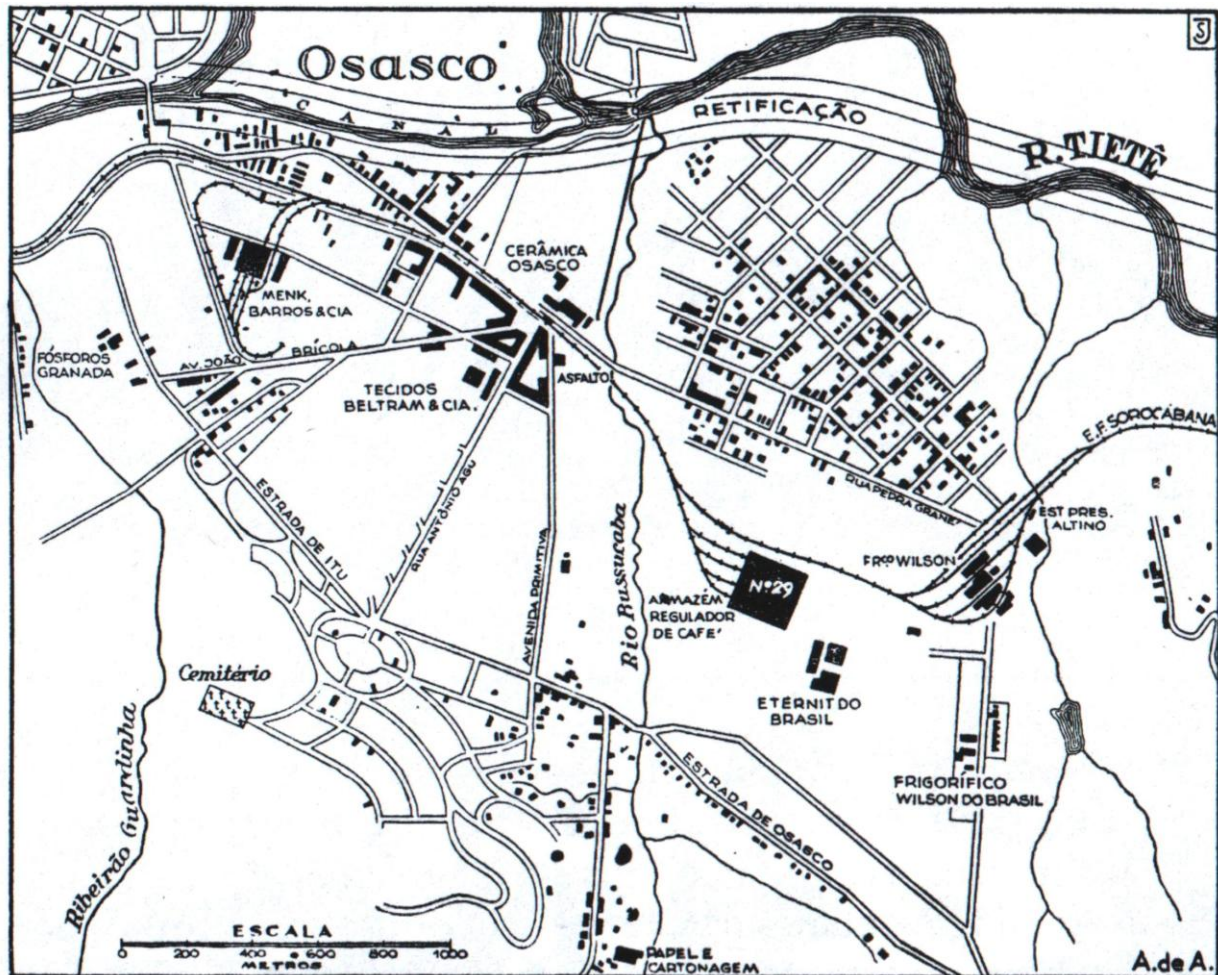 Osasco
CANAL
RETIFICAÇÃO
R. TIETÊ
CERÂMICA
OSASCO
MENK,
BARROS & CIA
FÓSFOROS
GRANADA
AV. JOÃO BRÍCOLA
TECIDOS
BELTRAM & CIA.
ASFALTO
E.F. SOROCABANA
RUA PEDRA GRANÉ
EST PRES.
ALTINO
FRCO WILSON
Nº 29
ARMAZÉM
REGULADOR
DE CAFÉ
ESTRADA DE ITU
RUA ANTÔNIO AGU
AVENIDA PRIMITIVA
Rio Bussucaba
ETERNIT DO
BRASIL
Cemitério
Ribeirão Guardinha
ESTRADA DE OSASCO
FRIGORÍFICO
WILSON DO BRASIL
ESCALA
0 200 400 600 800 1000
METROS
PAPEL E
CARTONAGEM
A. de A.